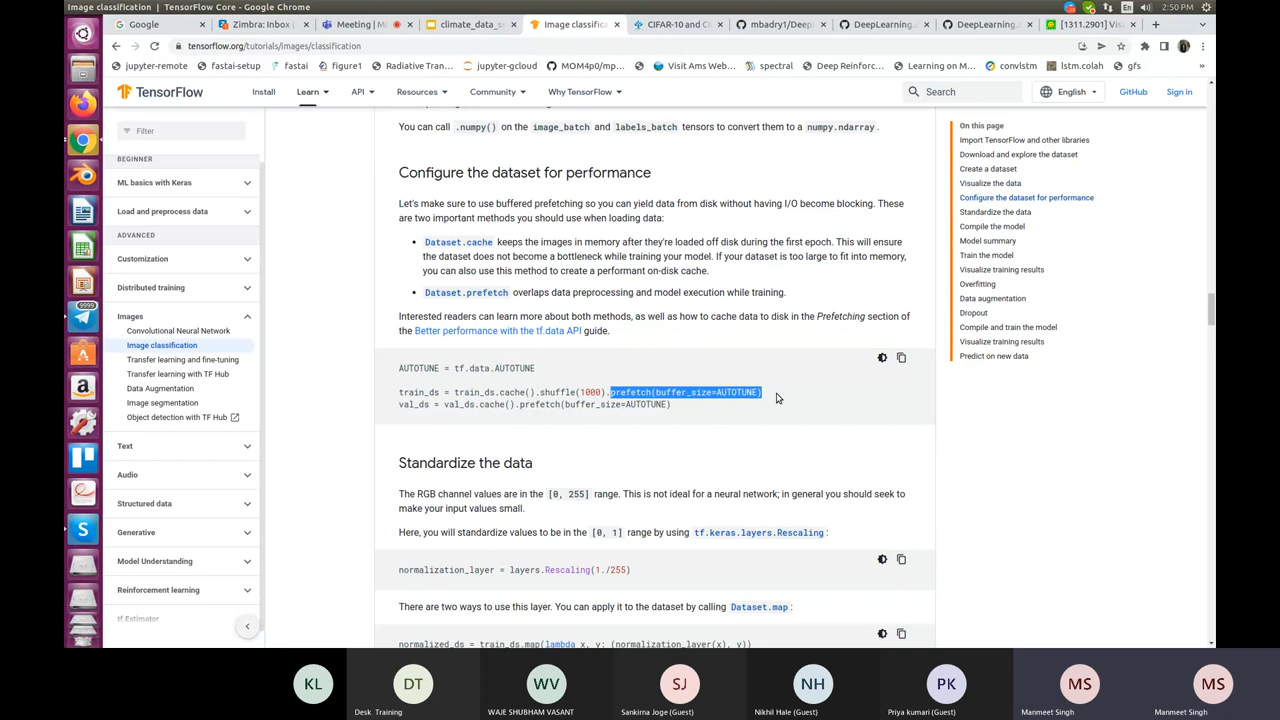 Image classification | TensorFlow Core - Google Chrome
En
2:50 PM
Google
Zimbra: Inbox (
Meeting | Mi
climate_data_s
Image classific
CIFAR-10 and C
mbadry1/DeepL
DeepLearning.a
DeepLearning.a
[1311.2901] Vis
tensorflow.org/tutorials/images/classification
jupyter-remote
fastai-setup
fastai
figure1
Radiative Tran...
jupyter-gcloud
MOM4p0/mp...
Visit Ams Web...
spectral
Deep Reinforc...
Learning on M...
convlstm
lstm.colah
gfs
TensorFlow
Install
Learn
API
Resources
Community
Why TensorFlow
Search
English
GitHub
Sign in
Filter
BEGINNER
ML basics with Keras
Load and preprocess data
ADVANCED
Customization
Distributed training
Images
Convolutional Neural Network
Image classification
Transfer learning and fine-tuning
Transfer learning with TF Hub
Data Augmentation
Image segmentation
Object detection with TF Hub
Text
Audio
Structured data
Generative
Model Understanding
Reinforcement learning
tf.Estimator
You can call .numpy() on the image_batch and labels_batch tensors to convert them to a numpy.ndarray.
Configure the dataset for performance
Let's make sure to use buffered prefetching so you can yield data from disk without having I/O become blocking. These
are two important methods you should use when loading data:
• Dataset.cache keeps the images in memory after they're loaded off disk during the first epoch. This will ensure
the dataset does not become a bottleneck while training your model. If your dataset is too large to fit into memory,
you can also use this method to create a performant on-disk cache.
• Dataset.prefetch overlaps data preprocessing and model execution while training.
Interested readers can learn more about both methods, as well as how to cache data to disk in the Prefetching section of
the Better performance with the tf.data API guide.
AUTOTUNE = tf.data.AUTOTUNE
train_ds = train_ds.cache().shuffle(1000).prefetch(buffer_size=AUTOTUNE)
val_ds = val_ds.cache().prefetch(buffer_size=AUTOTUNE)
Standardize the data
The RGB channel values are in the [0, 255] range. This is not ideal for a neural network; in general you should seek to
make your input values small.
Here, you will standardize values to be in the [0, 1] range by using tf.keras.layers.Rescaling:
normalization_layer = layers.Rescaling(1./255)
There are two ways to use this layer. You can apply it to the dataset by calling Dataset.map:
normalized_ds = train_ds.map(lambda x, y: (normalization_layer(x), y))
On this page
Import TensorFlow and other libraries
Download and explore the dataset
Create a dataset
Visualize the data
Configure the dataset for performance
Standardize the data
Compile the model
Model summary
Train the model
Visualize training results
Overfitting
Data augmentation
Dropout
Compile and train the model
Visualize training results
Predict on new data
KL
DT
WV
SJ
NH
PK
MS
MS
Desk Training
WAJE SHUBHAM VASANT
Sankirna Joge (Guest)
Nikhil Hale (Guest)
Priya kumari (Guest)
Manmeet Singh
Manmeet Singh